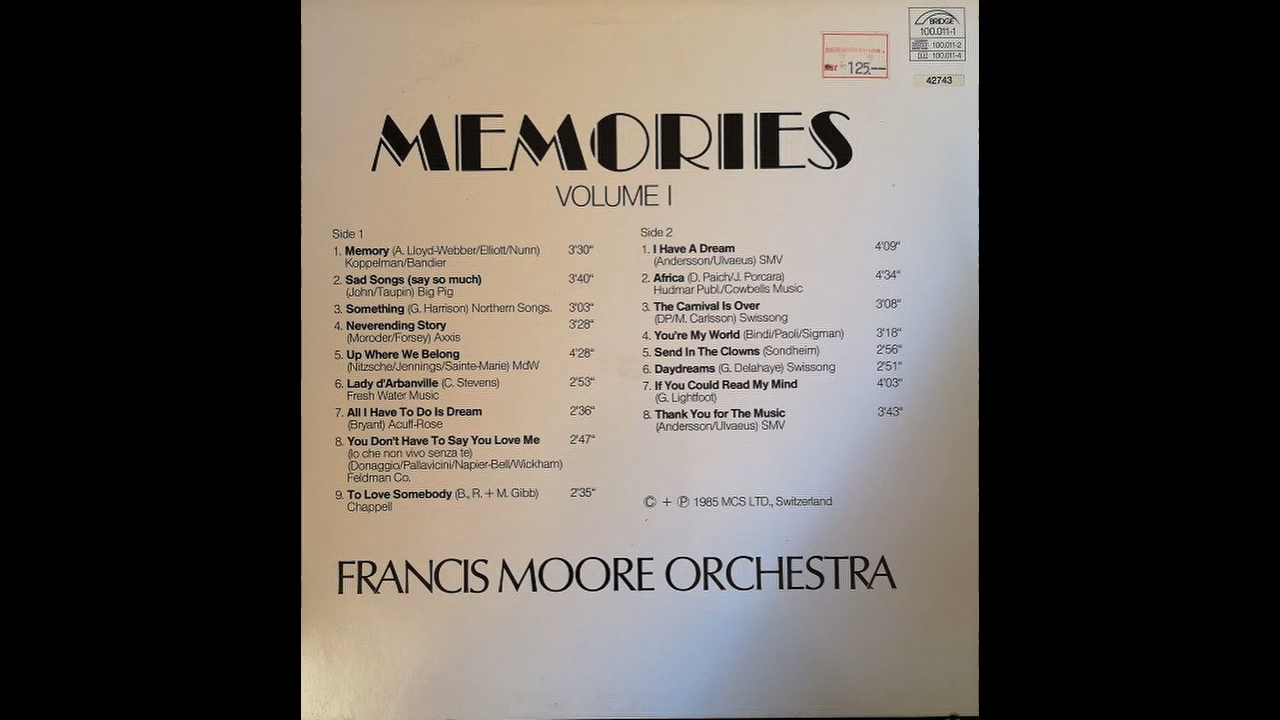 BRIDGE
100.011-1
100.011-2
100.011-4
125.-
42743
MEMORIES
VOLUME I
Side 1
1. Memory (A. Lloyd-Webber/Elliott/Nunn) 3'30"
Koppelman/Bandier
2. Sad Songs (say so much) 3'40"
(John/Taupin) Big Pig
3. Something (G. Harrison) Northern Songs. 3'03"
4. Neverending Story 3'28"
(Moroder/Forsey) Axxis
5. Up Where We Belong 4'28"
(Nitzsche/Jennings/Sainte-Marie) MdW
6. Lady d'Arbanville (C. Stevens) 2'53"
Fresh Water Music
7. All I Have To Do Is Dream 2'36"
(Bryant) Acuff-Rose
8. You Don't Have To Say You Love Me 2'47"
(Io che non vivo senza te)
(Donaggio/Pallavicini/Napier-Bell/Wickham)
Feldman Co.
9. To Love Somebody (B., R. + M. Gibb) 2'35"
Chappell
Side 2
1. I Have A Dream 4'09"
(Andersson/Ulvaeus) SMV
2. Africa (D. Paich/J. Porcara) 4'34"
Hudmar Publ./Cowbells Music
3. The Carnival Is Over 3'08"
(DP/M. Carlsson) Swissong
4. You're My World (Bindi/Paoli/Sigman) 3'18"
5. Send In The Clowns (Sondheim) 2'56"
6. Daydreams (G. Delahaye) Swissong 2'51"
7. If You Could Read My Mind 4'03"
(G. Lightfoot)
8. Thank You for The Music 3'43"
(Andersson/Ulvaeus) SMV
© + ℗ 1985 MCS LTD., Switzerland
FRANCIS MOORE ORCHESTRA